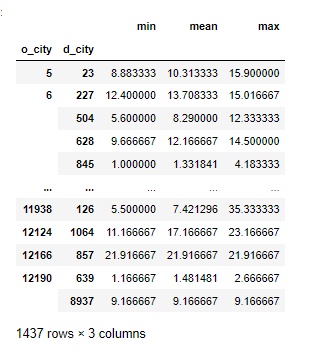 :
min mean max
o_city d_city
5 23 8.883333 10.313333 15.900000
6 227 12.400000 13.708333 15.016667
504 5.600000 8.290000 12.333333
628 9.666667 12.166667 14.500000
845 1.000000 1.331841 4.183333
... ... ... ... ...
11938 126 5.500000 7.421296 35.333333
12124 1064 11.166667 17.166667 23.166667
12166 857 21.916667 21.916667 21.916667
12190 639 1.166667 1.481481 2.666667
8937 9.166667 9.166667 9.166667
1437 rows × 3 columns